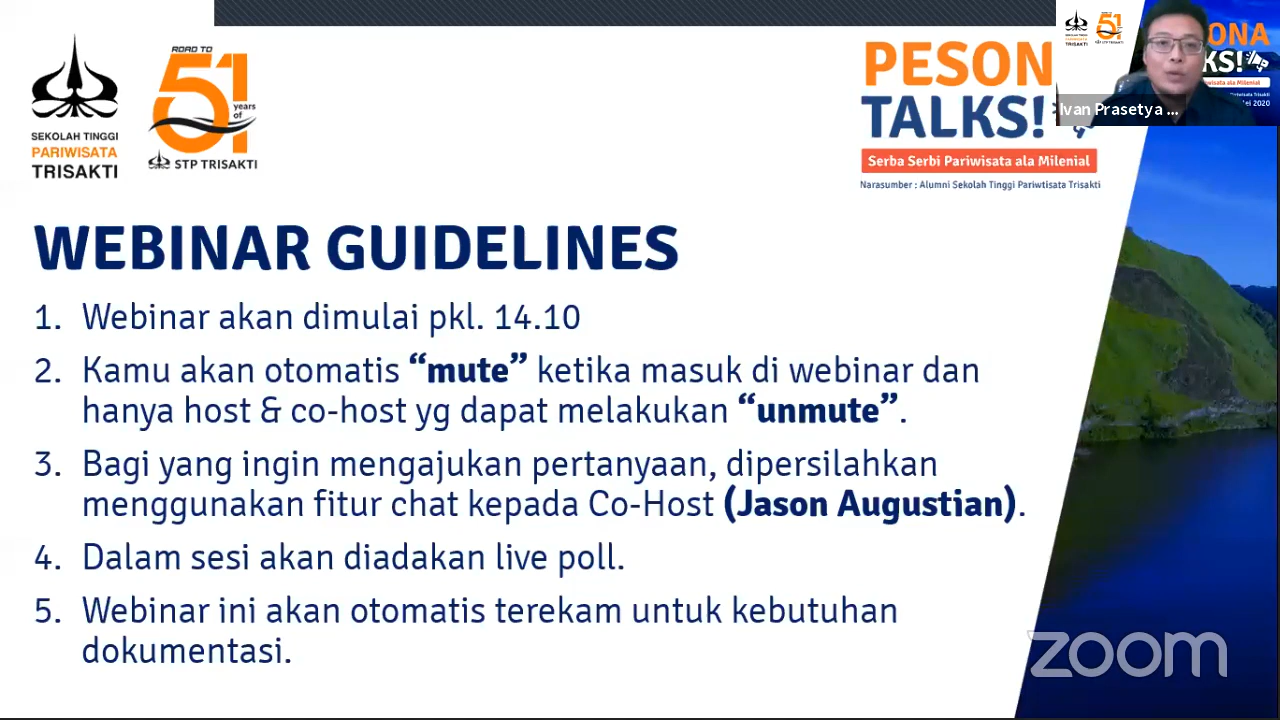 SEKOLAH TINGGI
PARIWISATA
TRISAKTI
ROAD TO
51
years
of
STP TRISAKTI
PESON
TALKS!
Serba Serbi Pariwisata ala Milenial
Narasumber : Alumni Sekolah Tinggi Pariwtisata Trisakti
ONA
KS!
Ivan Prasetya ...
WEBINAR GUIDELINES
1. Webinar akan dimulai pkl. 14.10
2. Kamu akan otomatis “mute” ketika masuk di webinar dan
hanya host & co-host yg dapat melakukan “unmute”.
3. Bagi yang ingin mengajukan pertanyaan, dipersilahkan
menggunakan fitur chat kepada Co-Host (Jason Augustian).
4. Dalam sesi akan diadakan live poll.
5. Webinar ini akan otomatis terekam untuk kebutuhan
dokumentasi.
zoom